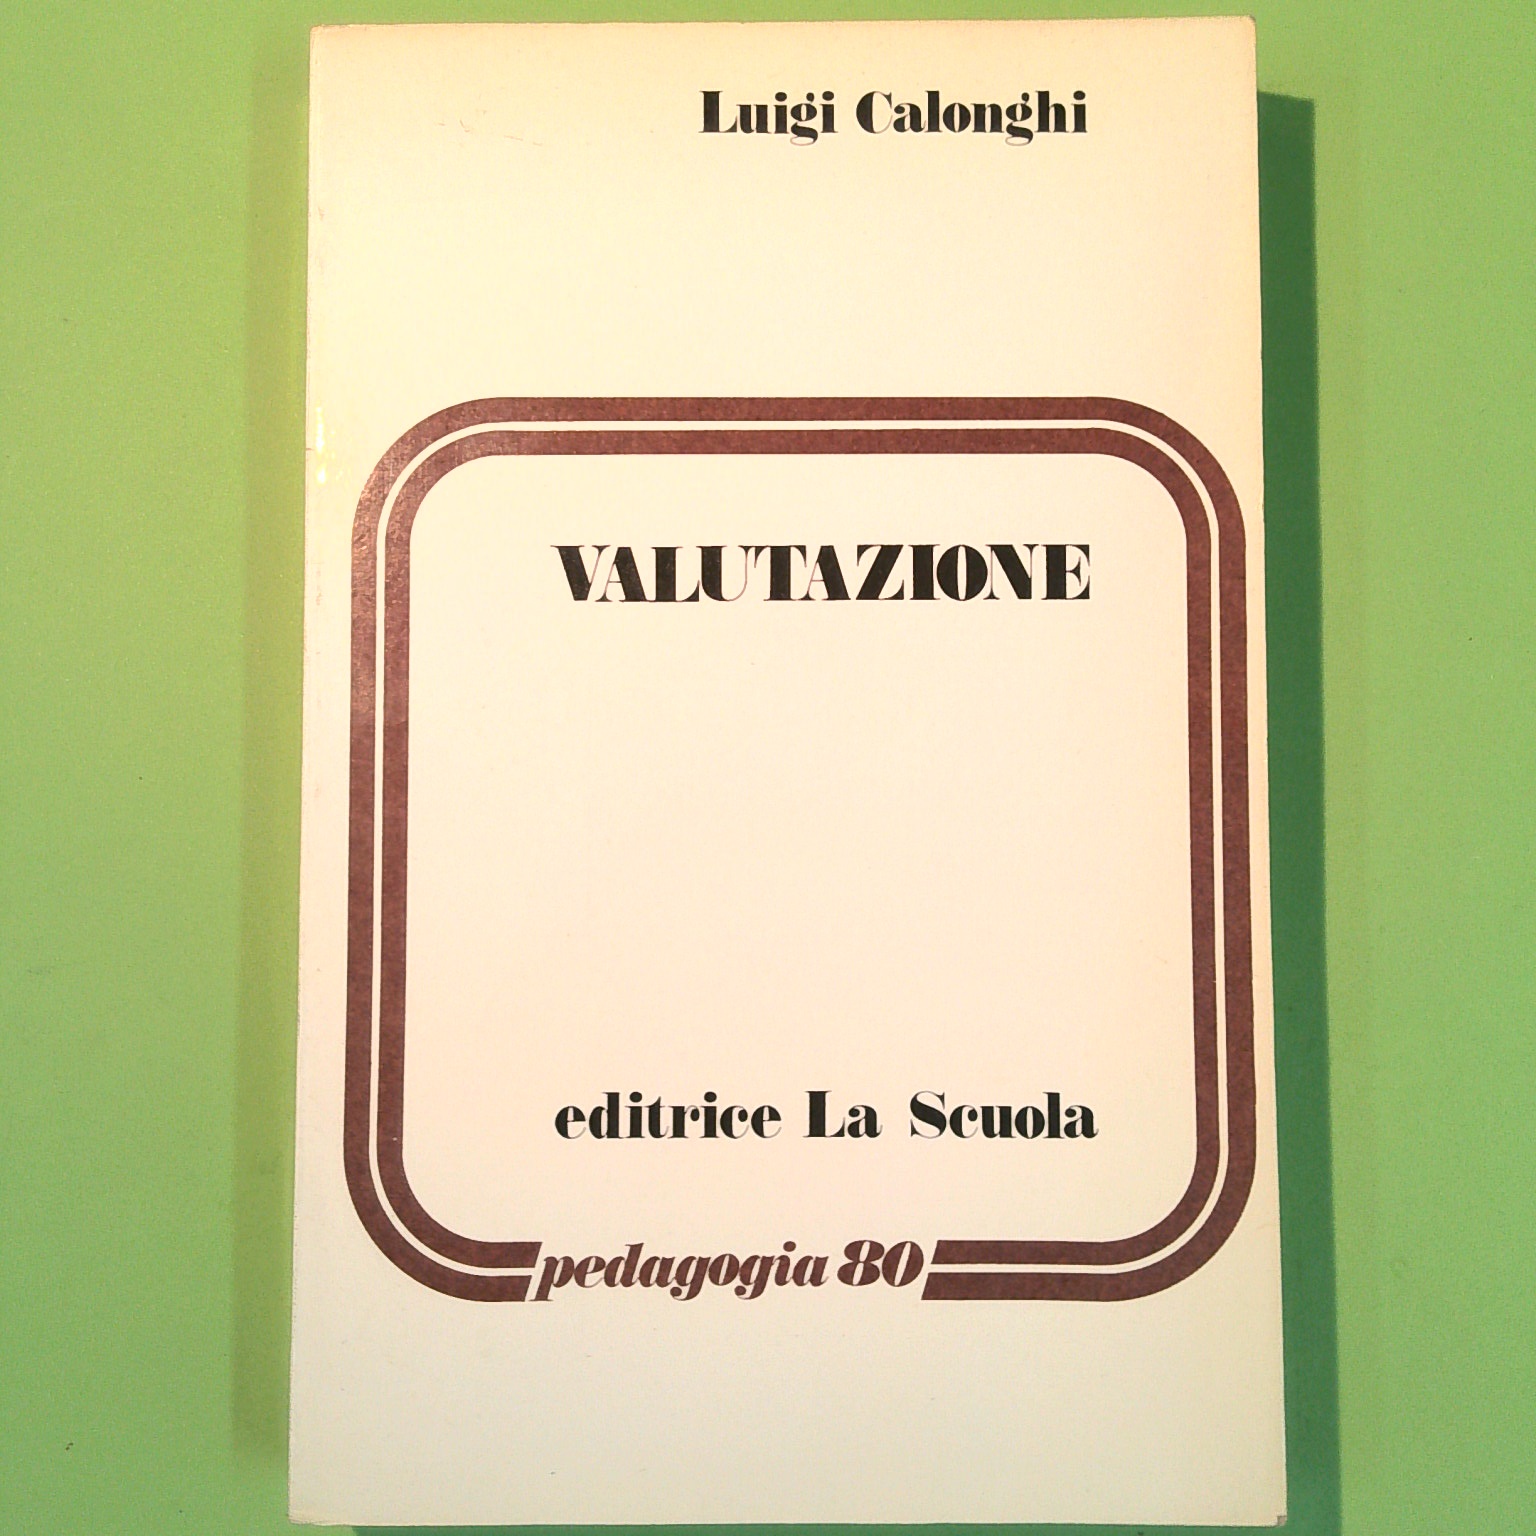 Luigi Calonghi
VALUTAZIONE
editrice La Scuola
pedagogia 80